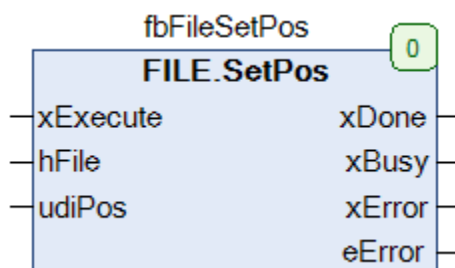 fbFileSetPos
0
FILE.SetPos
xExecute xDone
hFile xBusy
udiPos xError
eError